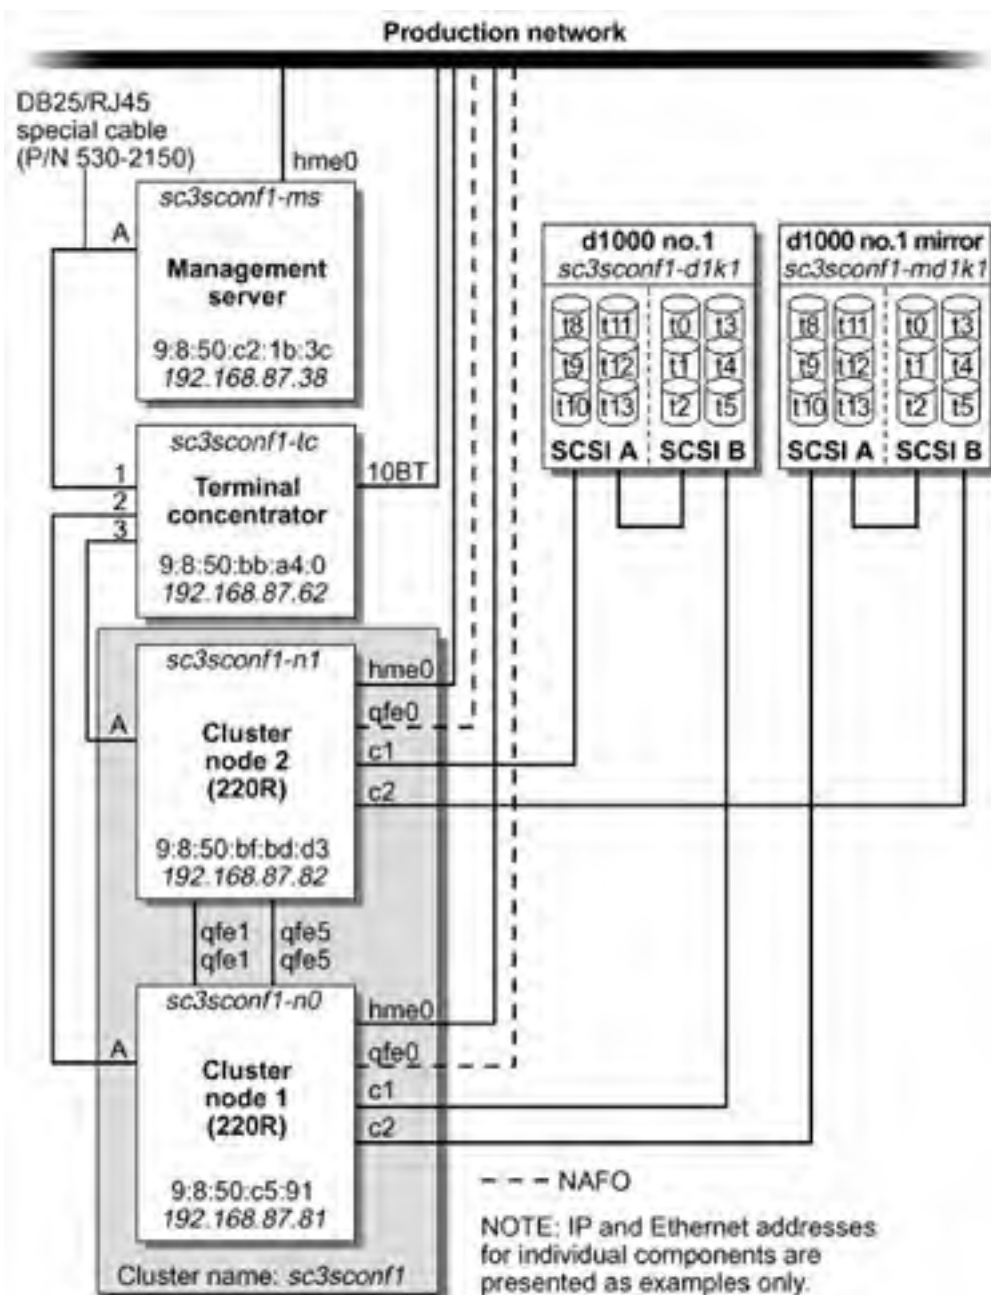 Production network
DB25/RJ45
special cable
(P/N 530-2150)
hme0
sc3sconf1-ms
A
Management
server
9:8:50:c2:1b:3c
192.168.87.38
d1000 no.1
sc3sconf1-d1k1
t8 t11 t0 t3
t9 t12 t1 t4
t10 t13 t2 t5
SCSI A SCSI B
d1000 no.1 mirror
sc3sconf1-md1k1
t8 t11 t0 t3
t9 t12 t1 t4
t10 t13 t2 t5
SCSI A SCSI B
sc3sconf1-tc
1
2
3
10BT
Terminal
concentrator
9:8:50:bb:a4:0
192.168.87.62
sc3sconf1-n1
hme0
qfe0
A
c1
c2
Cluster
node 2
(220R)
9:8:50:bf:bd:d3
192.168.87.82
qfe1 qfe5
qfe1 qfe5
sc3sconf1-n0
hme0
qfe0
A
c1
c2
Cluster
node 1
(220R)
9:8:50:c5:91
192.168.87.81
Cluster name: sc3sconf1
NAFO
NOTE: IP and Ethernet addresses
for individual components are
presented as examples only.